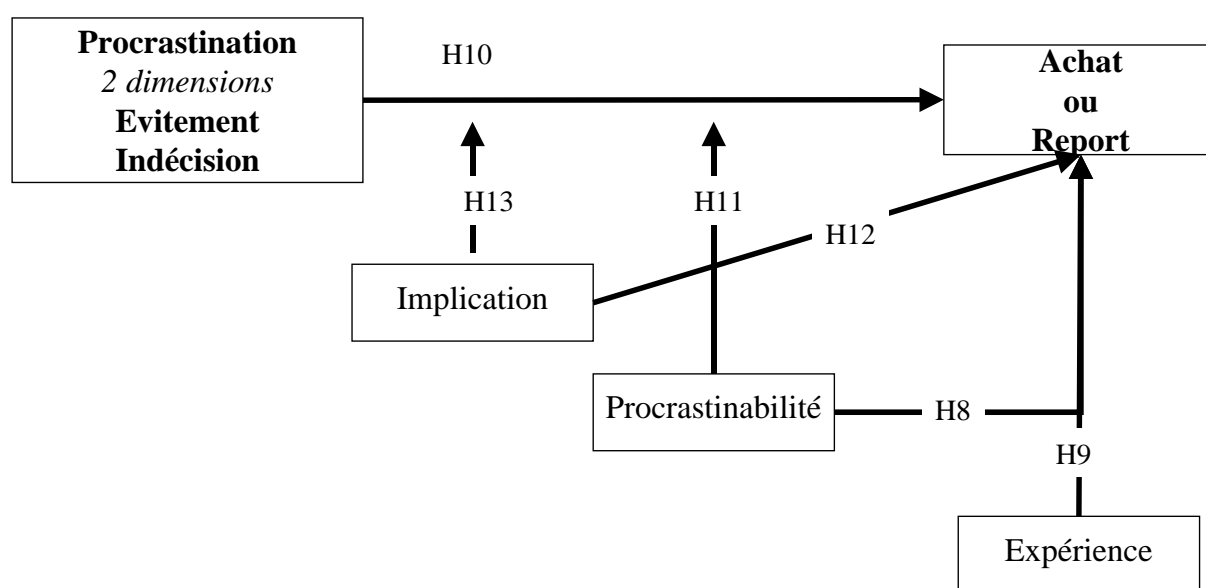 Procrastination
2 dimensions
Evitement
Indécision
H10
Achat
ou
Report
H13
H11
H12
Implication
Procrastinabilité
H8
H9
Expérience